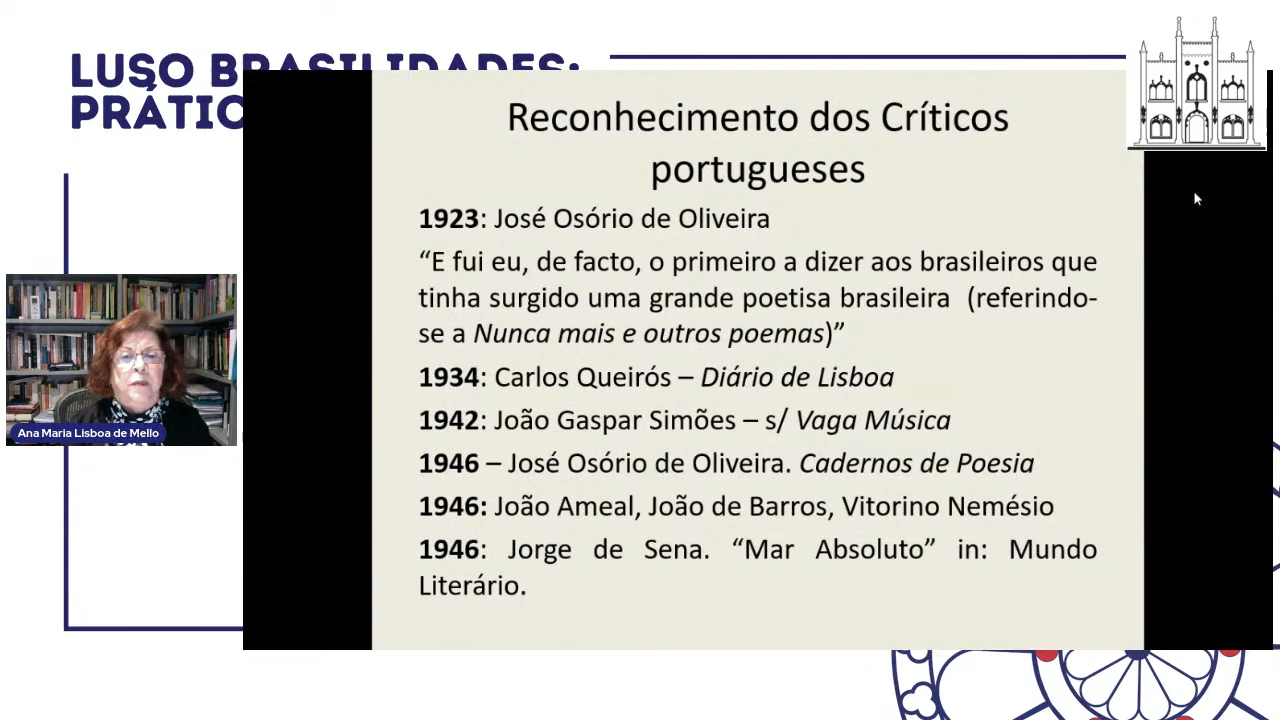 LUSO BRASILIDADES:
PRÁTIC
Reconhecimento dos Críticos
portugueses
1923: José Osório de Oliveira
“E fui eu, de facto, o primeiro a dizer aos brasileiros que
tinha surgido uma grande poetisa brasileira (referindo-
se a Nunca mais e outros poemas)”
1934: Carlos Queirós – Diário de Lisboa
1942: João Gaspar Simões – s/ Vaga Música
1946 – José Osório de Oliveira. Cadernos de Poesia
1946: João Ameal, João de Barros, Vitorino Nemésio
1946: Jorge de Sena. “Mar Absoluto” in: Mundo
Literário.
Ana Maria Lisboa de Mello